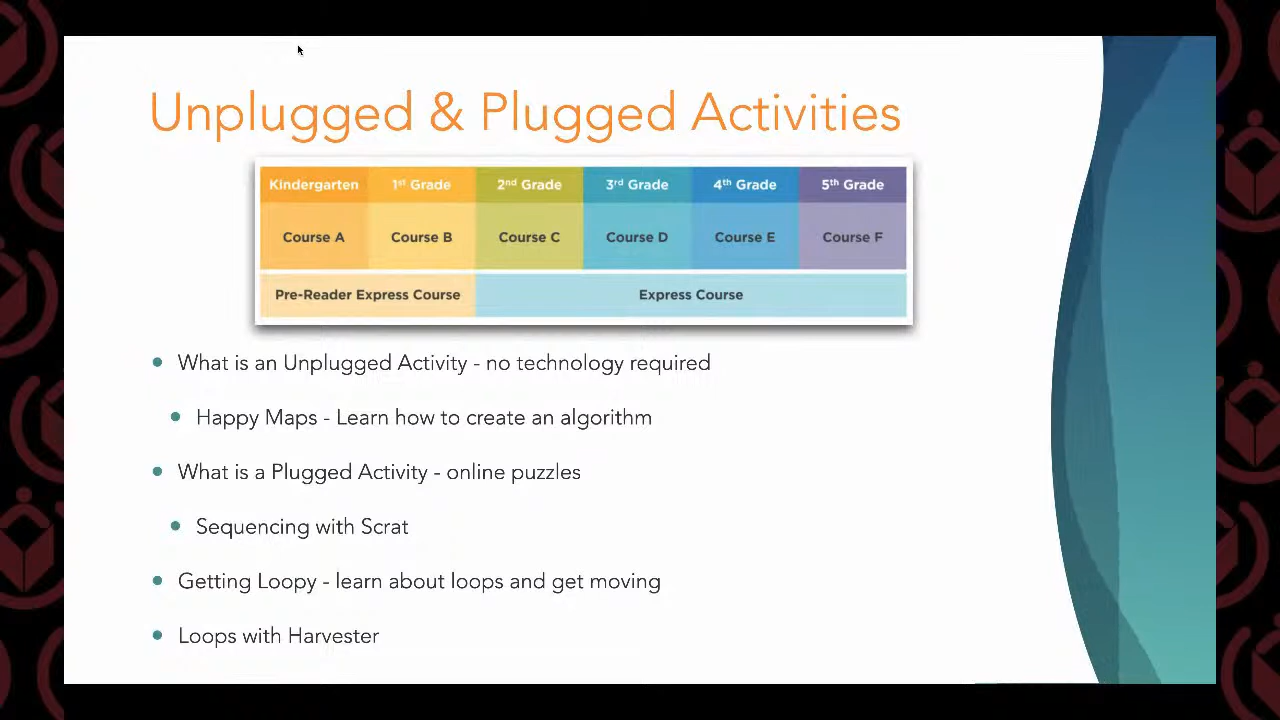 Unplugged & Plugged Activities
Kindergarten 1st Grade 2nd Grade 3rd Grade 4th Grade 5th Grade
Course A Course B Course C Course D Course E Course F
Pre-Reader Express Course Express Course
• What is an Unplugged Activity - no technology required
• Happy Maps - Learn how to create an algorithm
• What is a Plugged Activity - online puzzles
• Sequencing with Scrat
• Getting Loopy - learn about loops and get moving
• Loops with Harvester